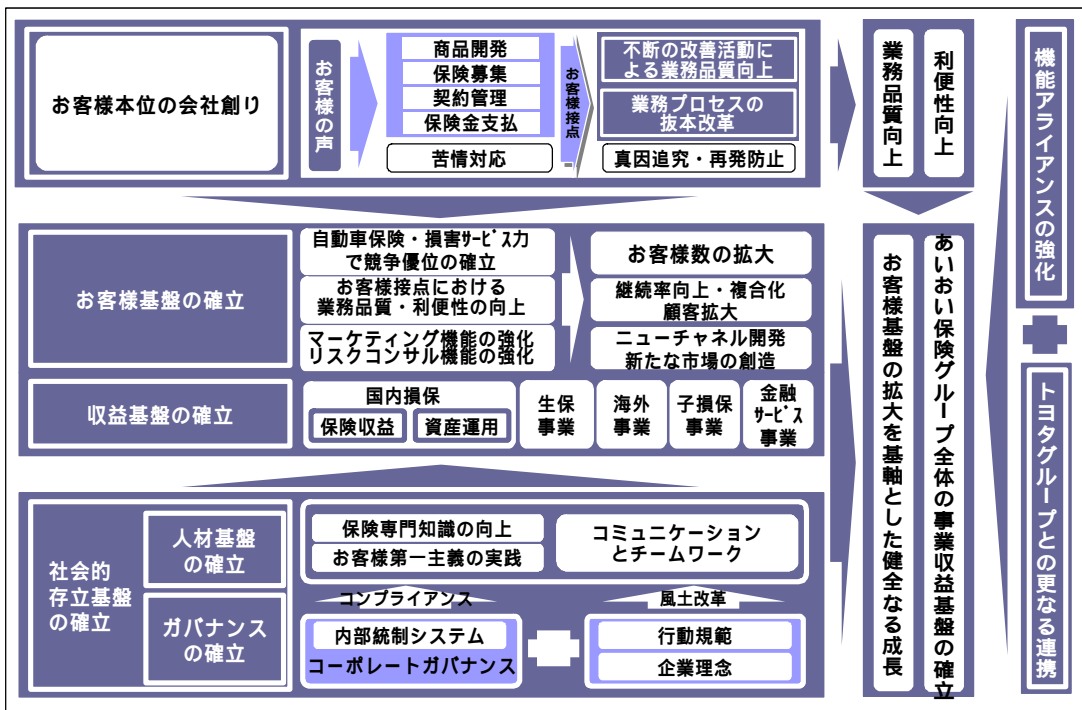 お客様本位の会社創り
お客様の声
商品開発
保険募集
契約管理
保険金支払
苦情対応
お客様接点
不断の改善活動に
よる業務品質向上
業務プロセスの
抜本改革
真因追究・再発防止
業務品質向上
利便性向上
お客様基盤の確立
自動車保険・損害ｻｰﾋﾞｽ力
で競争優位の確立
お客様接点における
業務品質・利便性の向上
マーケティング機能の強化
リスクコンサル機能の強化
お客様数の拡大
継続率向上・複合化
顧客拡大
ニューチャネル開発
新たな市場の創造
収益基盤の確立
国内損保
保険収益
資産運用
生保
事業
海外
事業
子損保
事業
金融
ｻｰﾋﾞｽ
事業
社会的
存立基盤
の確立
人材基盤
の確立
ガバナンス
の確立
保険専門知識の向上
お客様第一主義の実践
コミュニケーション
とチームワーク
コンプライアンス
風土改革
内部統制システム
コーポレートガバナンス
行動規範
企業理念
お客様基盤の拡大を基軸とした健全なる成長
あいおい保険グループ全体の事業収益基盤の確立
機能アライアンスの強化
トヨタグループとの更なる連携